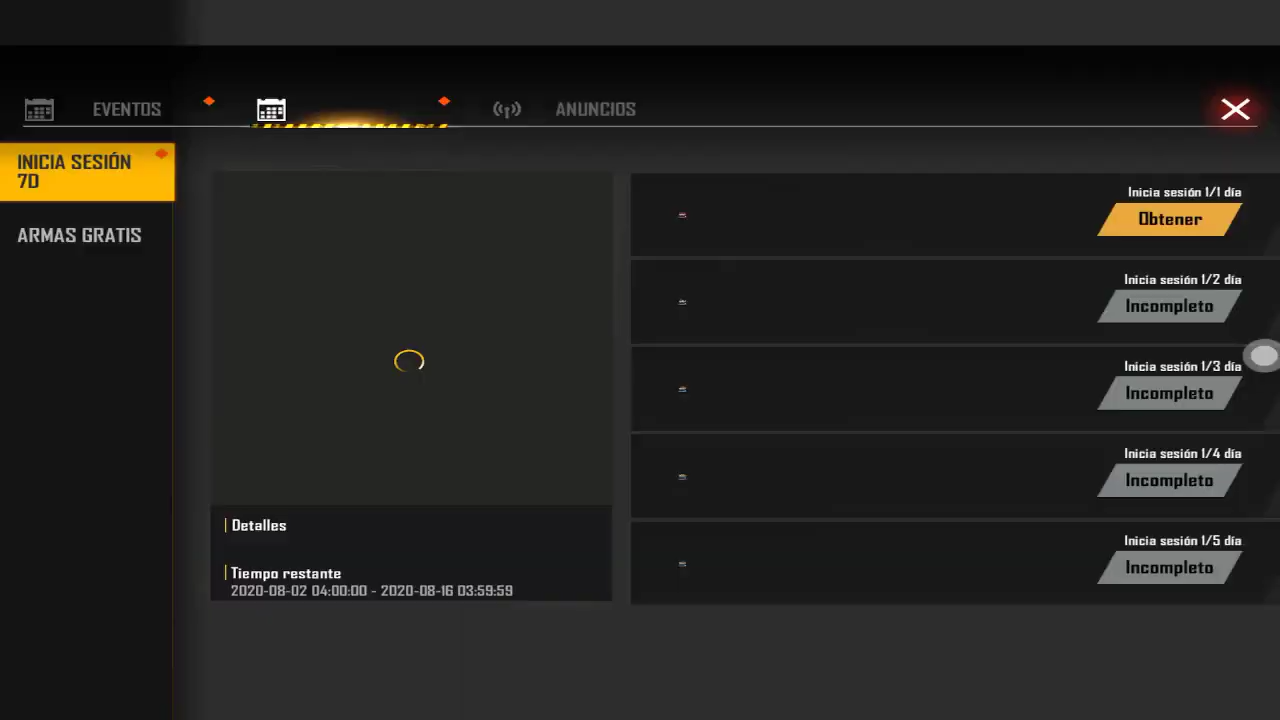 EVENTOS
ANUNCIOS
INICIA SESIÓN
7D
ARMAS GRATIS
Inicia sesión 1/1 día
Obtener
Inicia sesión 1/2 día
Incompleto
Inicia sesión 1/3 día
Incompleto
Inicia sesión 1/4 día
Incompleto
Inicia sesión 1/5 día
Incompleto
Detalles
Tiempo restante
2020-08-02 04:00:00 - 2020-08-16 03:59:59